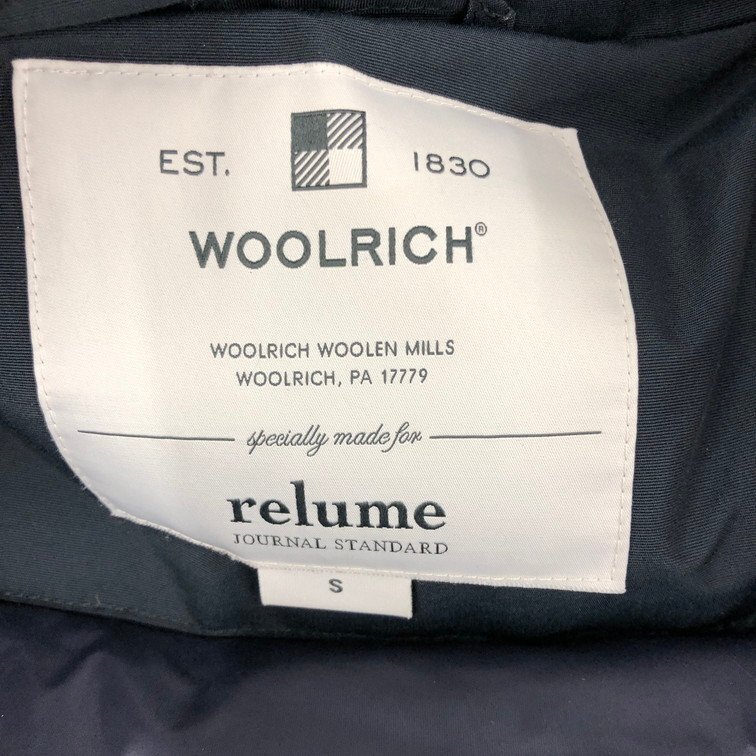 EST. 1830
WOOLRICH®
WOOLRICH WOOLEN MILLS
WOOLRICH, PA 17779
specially made for
relume
JOURNAL STANDARD
S